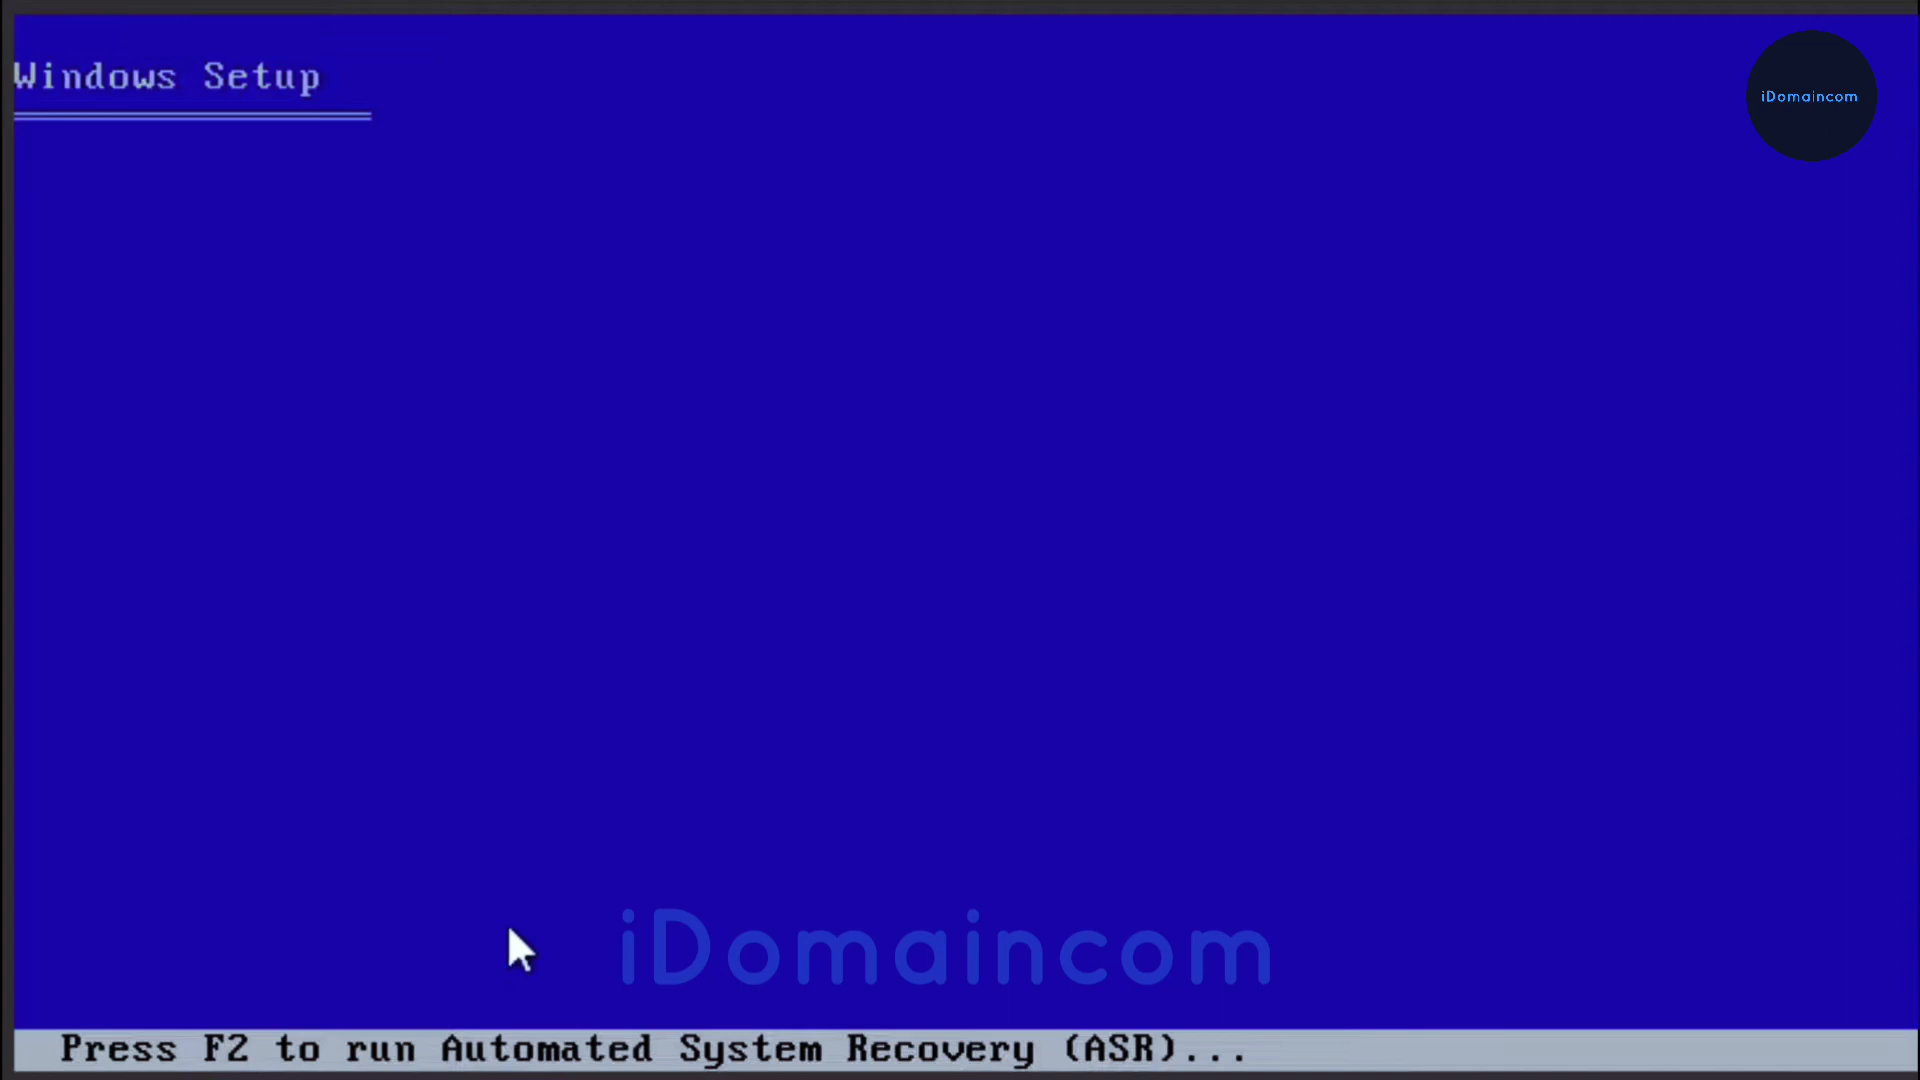 Windows Setup
iDomaincom
iDomaincom
Press F2 to run Automated System Recovery (ASR)...